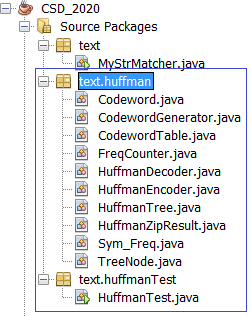 CSD_2020
Source Packages
text
MyStrMatcher.java
text.huffman
Codeword.java
CodewordGenerator.java
CodewordTable.java
FreqCounter.java
HuffmanDecoder.java
HuffmanEncoder.java
HuffmanTree.java
HuffmanZipResult.java
Sym_Freq.java
TreeNode.java
text.huffmanTest
HuffmanTest.java